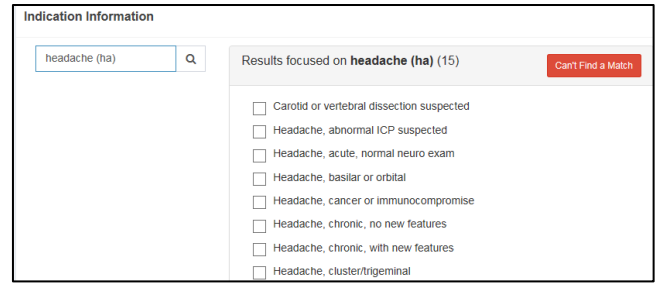 Indication Information
headache (ha)
Results focused on headache (ha) (15)
Can't Find a Match
Carotid or vertebral dissection suspected
Headache, abnormal ICP suspected
Headache, acute, normal neuro exam
Headache, basilar or orbital
Headache, cancer or immunocompromise
Headache, chronic, no new features
Headache, chronic, with new features
Headache, cluster/trigeminal